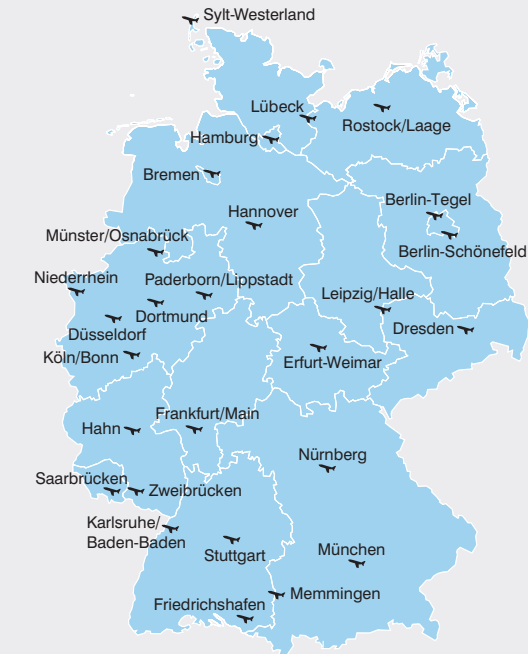 Sylt-Westerland
Lübeck
Rostock/Laage
Hamburg
Bremen
Berlin-Tegel
Hannover
Münster/Osnabrück
Berlin-Schönefeld
Niederrhein
Paderborn/Lippstadt
Leipzig/Halle
Dortmund
Düsseldorf
Dresden
Köln/Bonn
Erfurt-Weimar
Frankfurt/Main
Hahn
Nürnberg
Saarbrücken
Zweibrücken
Karlsruhe/
Baden-Baden
Stuttgart
München
Memmingen
Friedrichshafen